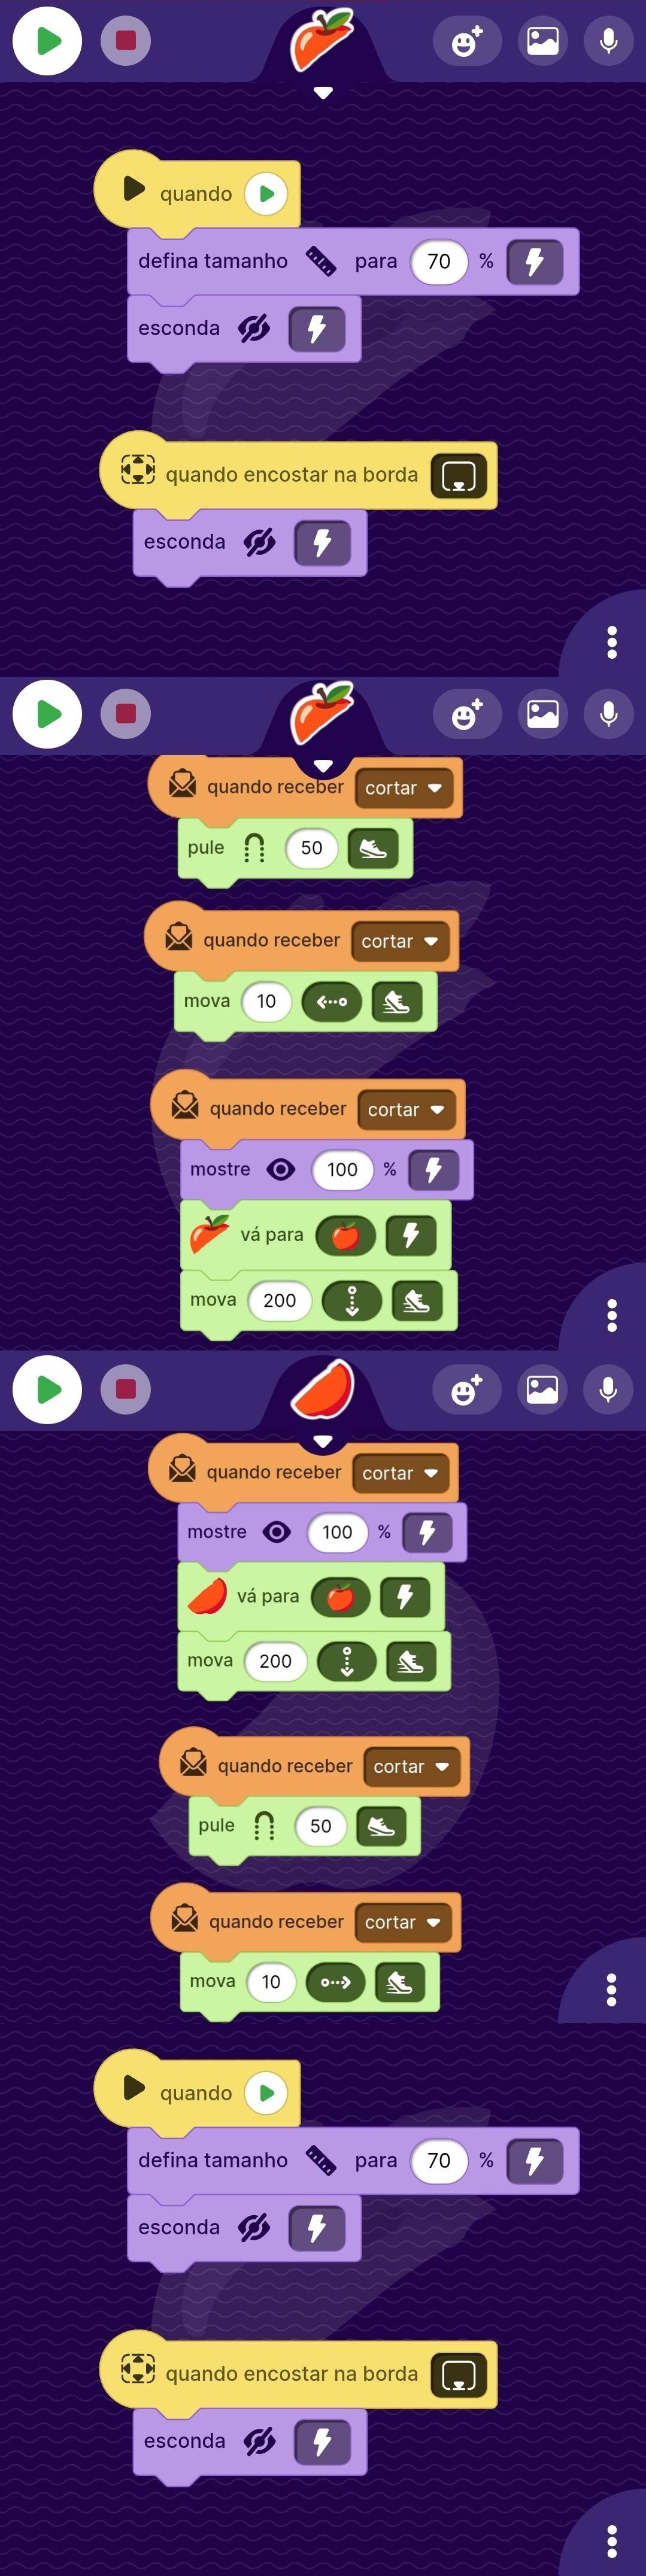 quando
defina tamanho para 70 %
esconda
quando encostar na borda
esconda
quando receber cortar
pule 50
quando receber cortar
mova 10
quando receber cortar
mostre 100 %
vá para
mova 200
quando receber cortar
mostre 100 %
vá para
mova 200
quando receber cortar
pule 50
quando receber cortar
mova 10
quando
defina tamanho para 70 %
esconda
quando encostar na borda
esconda